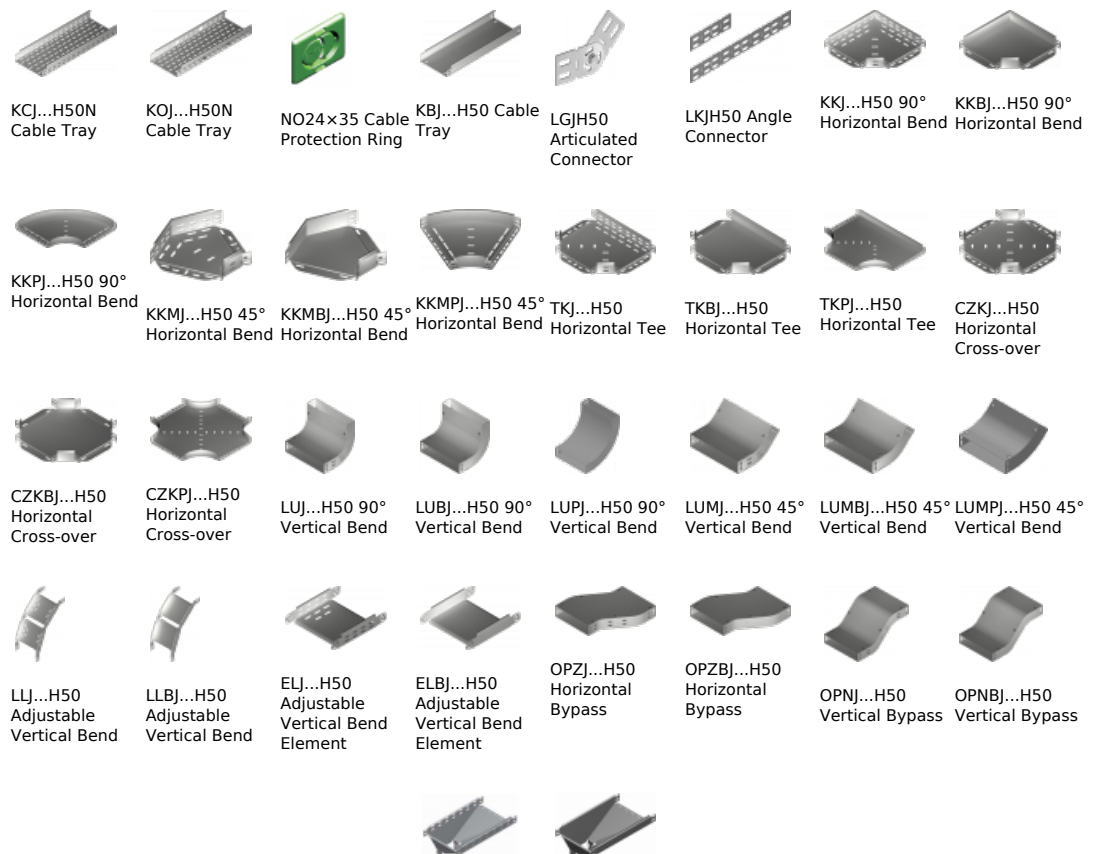 KCJ...H50N
Cable Tray
KOJ...H50N
Cable Tray
NO24×35 Cable
Protection Ring
KBJ...H50 Cable
Tray
LGJH50
Articulated
Connector
LKJH50 Angle
Connector
KKJ...H50 90°
Horizontal Bend
KKBJ...H50 90°
Horizontal Bend
KKPJ...H50 90°
Horizontal Bend
KKMJ...H50 45°
Horizontal Bend
KKMBJ...H50 45°
Horizontal Bend
KKMPJ...H50 45°
Horizontal Bend
TKJ...H50
Horizontal Tee
TKBJ...H50
Horizontal Tee
TKPJ...H50
Horizontal Tee
CZKJ...H50
Horizontal
Cross-over
CZKBJ...H50
Horizontal
Cross-over
CZKPJ...H50
Horizontal
Cross-over
LUJ...H50 90°
Vertical Bend
LUBJ...H50 90°
Vertical Bend
LUPJ...H50 90°
Vertical Bend
LUMJ...H50 45°
Vertical Bend
LUMBJ...H50 45°
Vertical Bend
LUMPJ...H50 45°
Vertical Bend
LLJ...H50
Adjustable
Vertical Bend
LLBJ...H50
Adjustable
Vertical Bend
ELJ...H50
Adjustable
Vertical Bend
Element
ELBJ...H50
Adjustable
Vertical Bend
Element
OPZJ...H50
Horizontal
Bypass
OPZBJ...H50
Horizontal
Bypass
OPNJ...H50
Vertical Bypass
OPNBJ...H50
Vertical Bypass